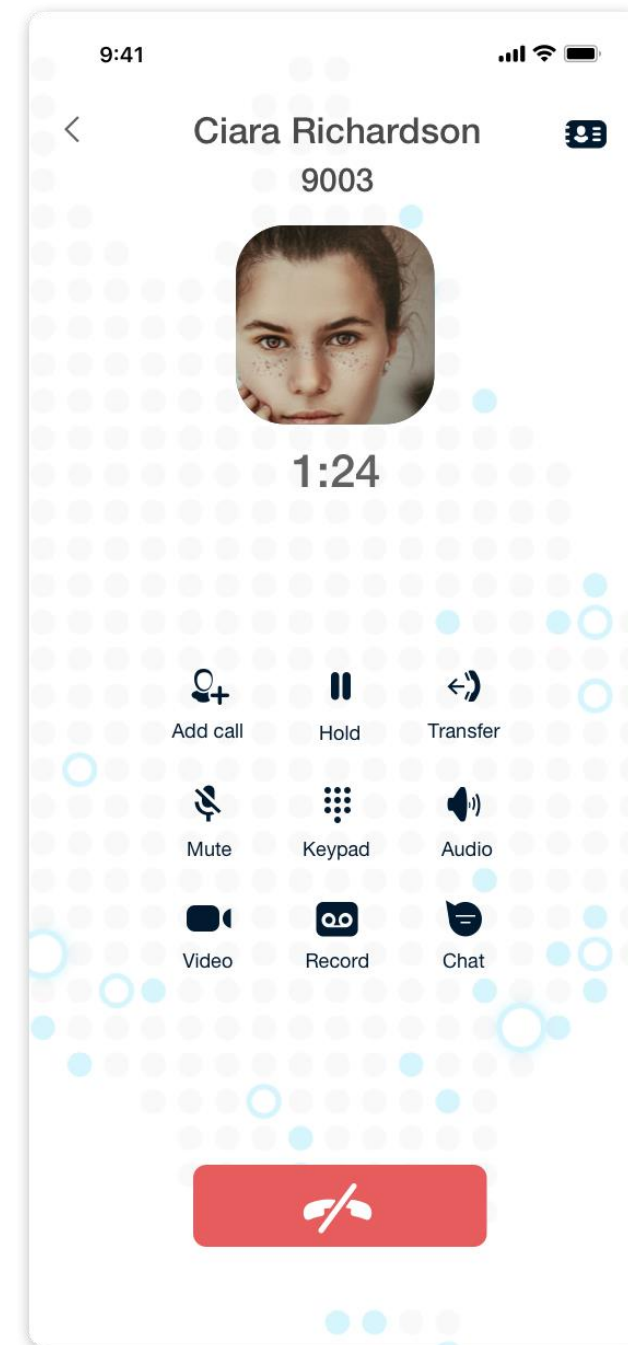 9:41
Ciara Richardson
9003
1:24
Add call Hold Transfer
Mute Keypad Audio
Video Record Chat